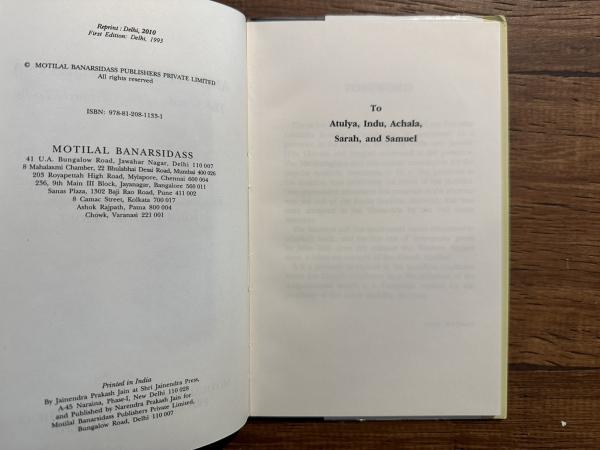 Reprint : Delhi, 2010
First Edition: Delhi, 1993
© MOTILAL BANARSIDASS PUBLISHERS PRIVATE LIMITED
All rights reserved
ISBN: 978-81-208-1133-1
MOTILAL BANARSIDASS
41 U.A. Bungalow Road, Jawahar Nagar, Delhi 110 007
8 Mahalaxmi Chamber, 22 Bhulabhai Desai Road, Mumbai 400 026
203 Royapettah High Road, Mylapore, Chennai 600 004
236, 9th Main III Block, Jayanagar, Bangalore 560 011
Sanas Plaza, 1302 Baji Rao Road, Pune 411 002
8 Camac Street, Kolkata 700 017
Ashok Rajpath, Patna 800 004
Chowk, Varanasi 221 001
Printed in India
By Jainendra Prakash Jain at Shri Jainendra Press,
A-45 Naraina, Phase-I, New Delhi 110 028
and Published by Narendra Prakash Jain for
Motilal Banarsidass Publishers Private Limited,
Bungalow Road, Delhi 110 007
To
Atulya, Indu, Achala,
Sarah, and Samuel